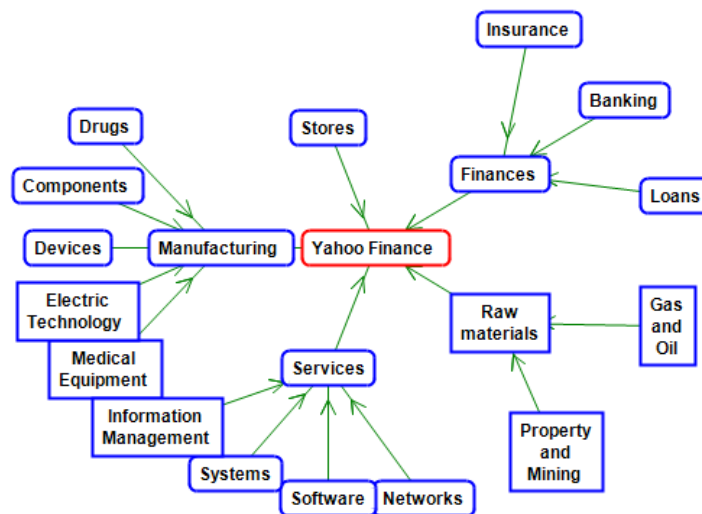 Insurance
Banking
Drugs
Stores
Finances
Components
Loans
Devices
Manufacturing
Yahoo Finance
Electric
Technology
Raw
materials
Gas
and
Oil
Medical
Equipment
Services
Information
Management
Property
and
Mining
Systems
Software
Networks